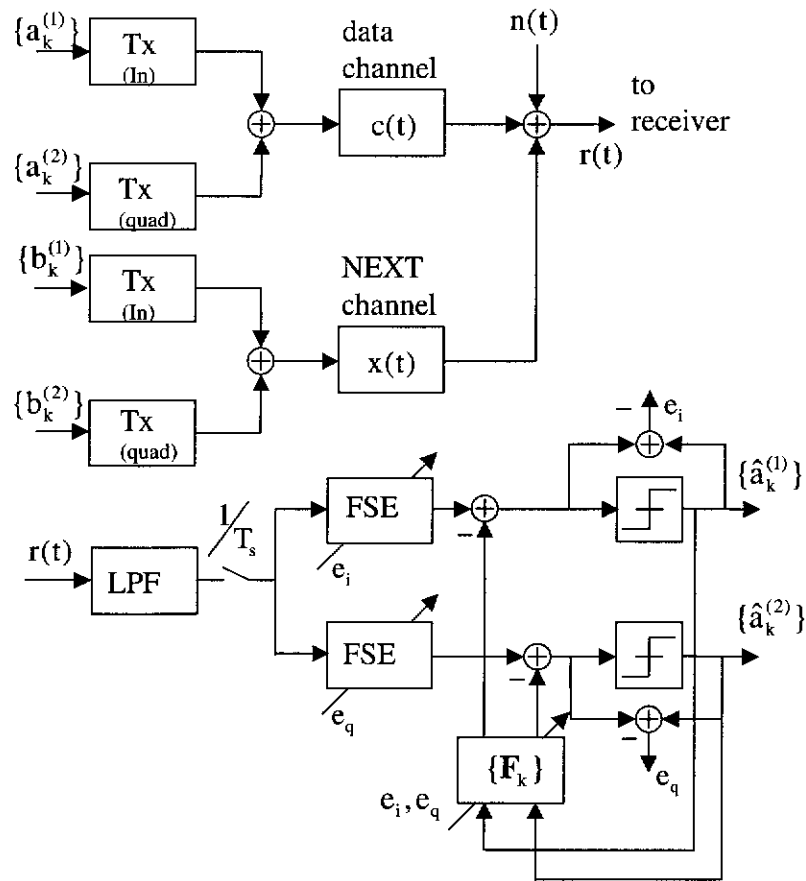 {a_k^(1)}
Tx
(In)
data
channel
n(t)
to
receiver
c(t)
r(t)
{a_k^(2)}
Tx
(quad)
{b_k^(1)}
Tx
(In)
NEXT
channel
x(t)
{b_k^(2)}
Tx
(quad)
− e_i
{â_k^(1)}
1/T_s
FSE
−
r(t)
LPF
e_i
{â_k^(2)}
FSE
−
e_q
−
{F_k}
e_q
e_i, e_q